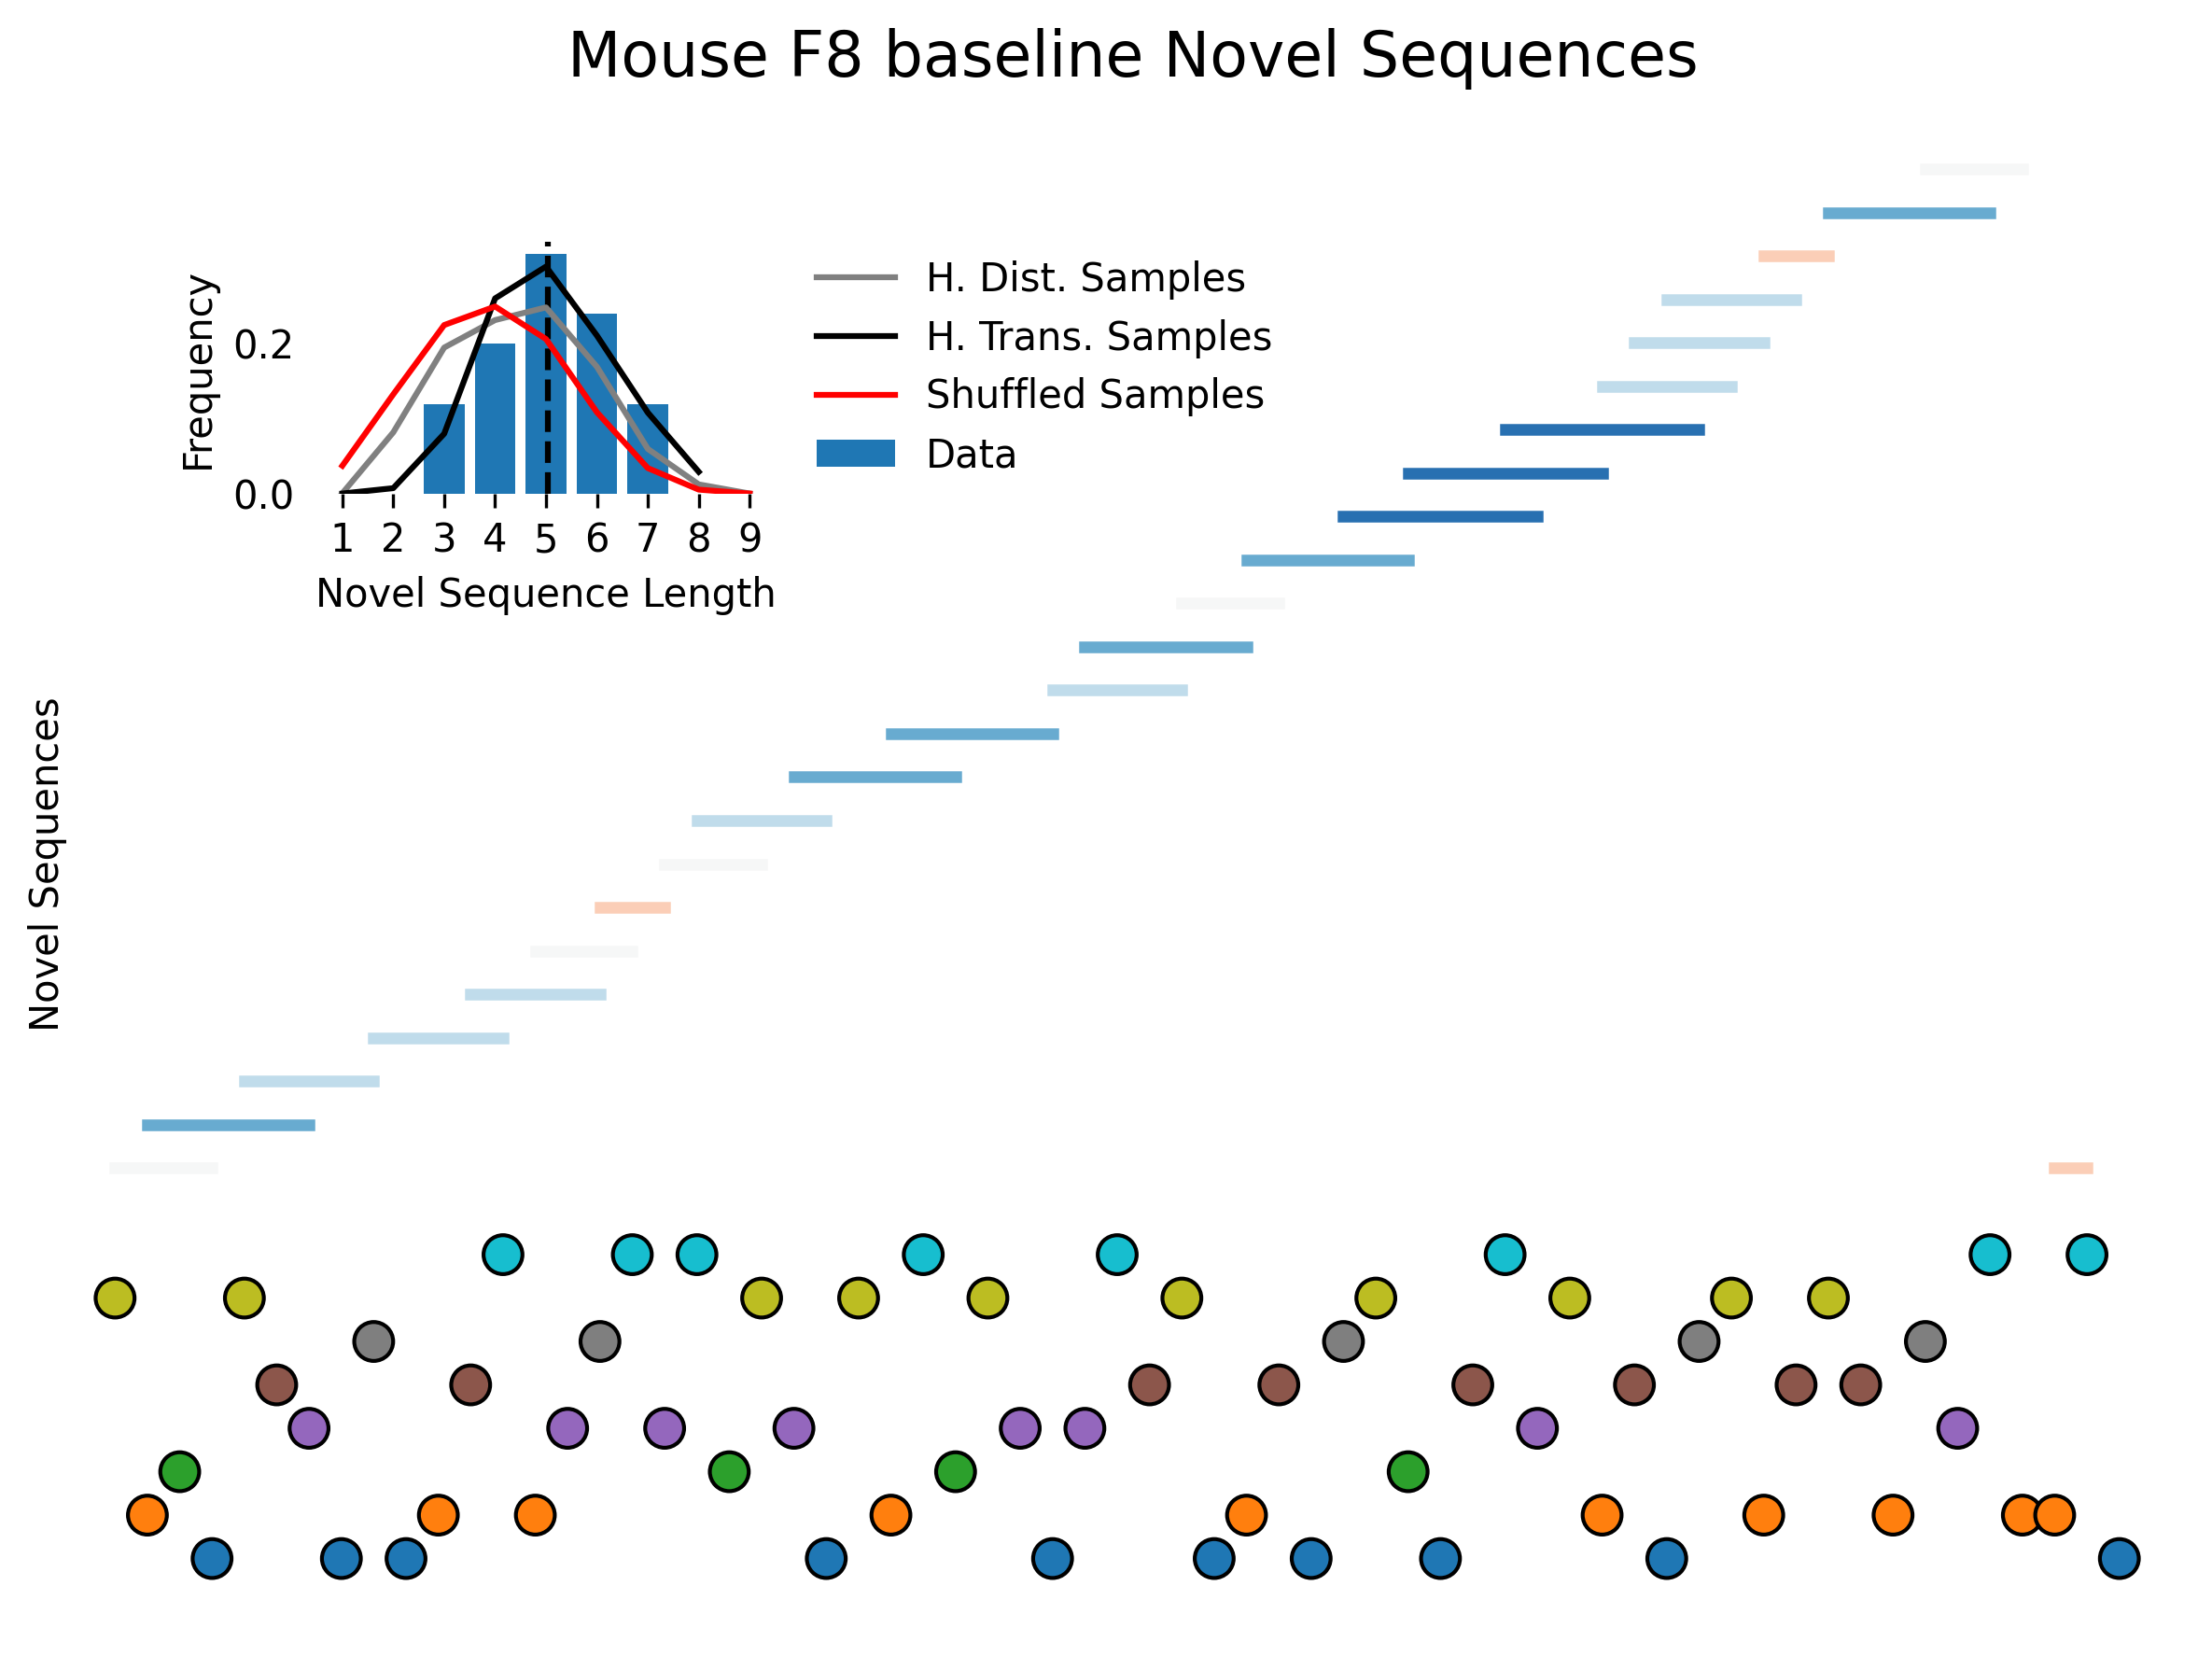 Mouse F8 baseline Novel Sequences
H. Dist. Samples
H. Trans. Samples
Shuffled Samples
Data
Frequency
0.2
0.0
1 2 3 4 5 6 7 8 9
Novel Sequence Length
Novel Sequences